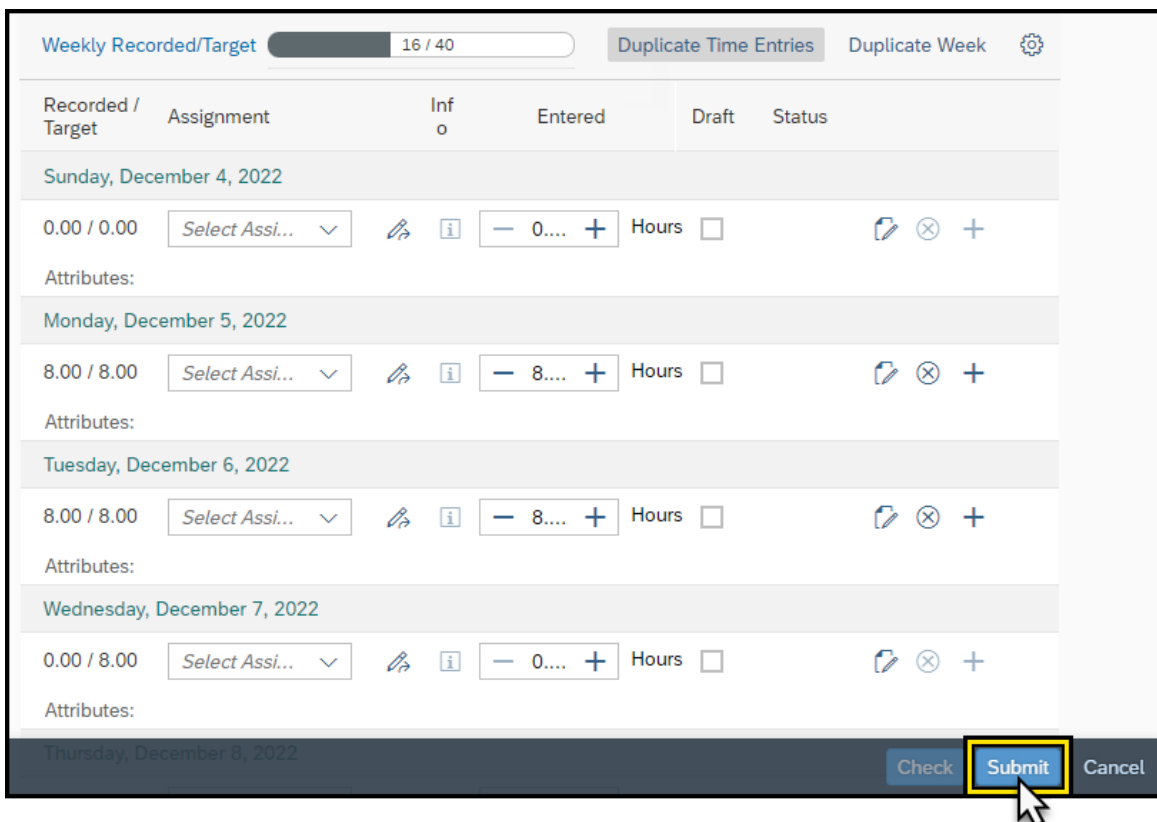 Weekly Recorded/Target 16 / 40 Duplicate Time Entries Duplicate Week
Recorded / Target Assignment Inf o Entered Draft Status
Sunday, December 4, 2022
0.00 / 0.00 Select Assi... i 0.... Hours
Attributes:
Monday, December 5, 2022
8.00 / 8.00 Select Assi... i 8.... Hours
Attributes:
Tuesday, December 6, 2022
8.00 / 8.00 Select Assi... i 8.... Hours
Attributes:
Wednesday, December 7, 2022
0.00 / 8.00 Select Assi... i 0.... Hours
Attributes:
Thursday, December 8, 2022
Check Submit Cancel